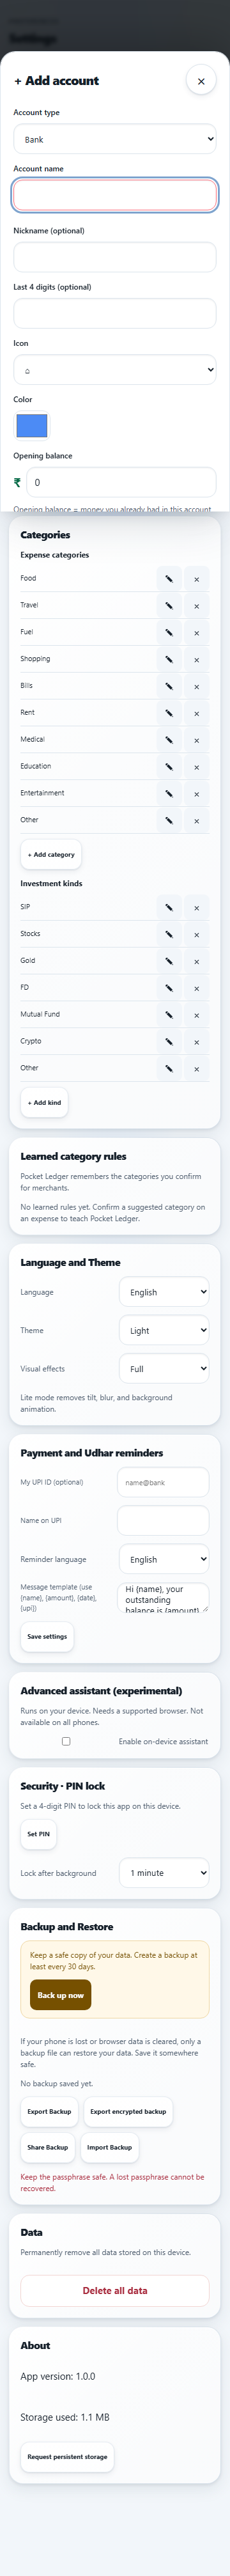 Settings
+ Add account
×
Account type
Bank
Account name
Nickname (optional)
Last 4 digits (optional)
Icon
⌂
Color
Opening balance
₹ 0
Opening balance = money you already had in this account
Categories
Expense categories
Food
Travel
Fuel
Shopping
Bills
Rent
Medical
Education
Entertainment
Other
+ Add category
Investment kinds
SIP
Stocks
Gold
FD
Mutual Fund
Crypto
Other
+ Add kind
Learned category rules
Pocket Ledger remembers the categories you confirm
for merchants.
No learned rules yet. Confirm a suggested category on
an expense to teach Pocket Ledger.
Language and Theme
Language English
Theme Light
Visual effects Full
Lite mode removes tilt, blur, and background
animation.
Payment and Udhar reminders
My UPI ID (optional) name@bank
Name on UPI
Reminder language English
Message template (use
{name}, {amount}, {date},
{upi})
Hi {name}, your
outstanding
balance is {amount}
Save settings
Advanced assistant (experimental)
Runs on your device. Needs a supported browser. Not
available on all phones.
Enable on-device assistant
Security · PIN lock
Set a 4-digit PIN to lock this app on this device.
Set PIN
Lock after background 1 minute
Backup and Restore
Keep a safe copy of your data. Create a backup at
least every 30 days.
Back up now
If your phone is lost or browser data is cleared, only a
backup file can restore your data. Save it somewhere
safe.
No backup saved yet.
Export Backup Export encrypted backup
Share Backup Import Backup
Keep the passphrase safe. A lost passphrase cannot be
recovered.
Data
Permanently remove all data stored on this device.
Delete all data
About
App version: 1.0.0
Storage used: 1.1 MB
Request persistent storage